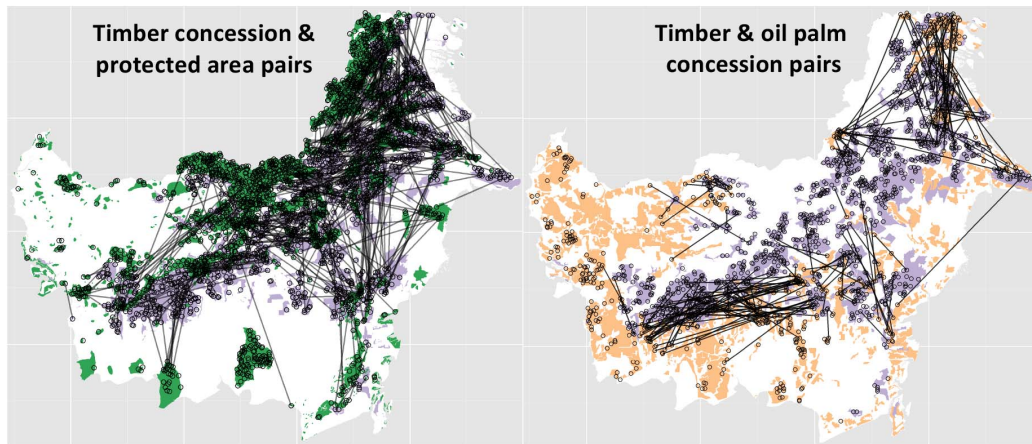 Timber concession &
protected area pairs
Timber & oil palm
concession pairs